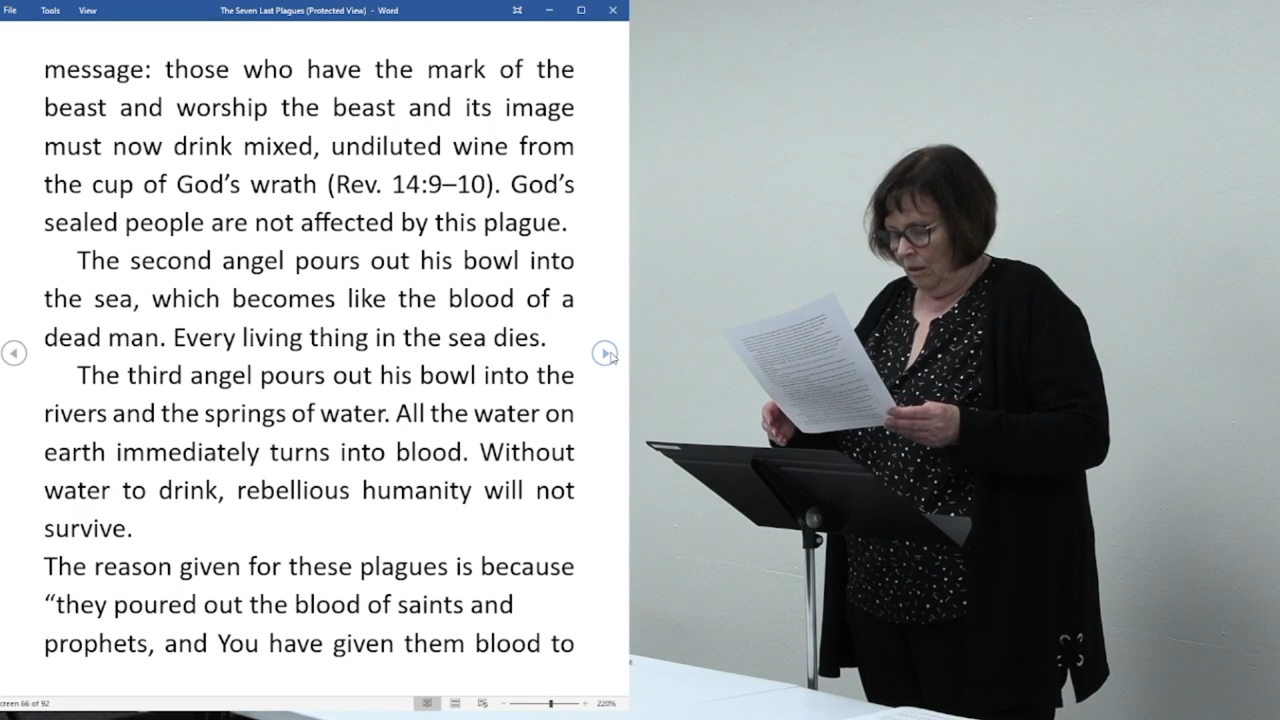 File Tools View The Seven Last Plagues (Protected View) - Word
message: those who have the mark of the
beast and worship the beast and its image
must now drink mixed, undiluted wine from
the cup of God’s wrath (Rev. 14:9–10). God’s
sealed people are not affected by this plague.
The second angel pours out his bowl into
the sea, which becomes like the blood of a
dead man. Every living thing in the sea dies.
The third angel pours out his bowl into the
rivers and the springs of water. All the water on
earth immediately turns into blood. Without
water to drink, rebellious humanity will not
survive.
The reason given for these plagues is because
“they poured out the blood of saints and
prophets, and You have given them blood to
creen 66 of 92 220%